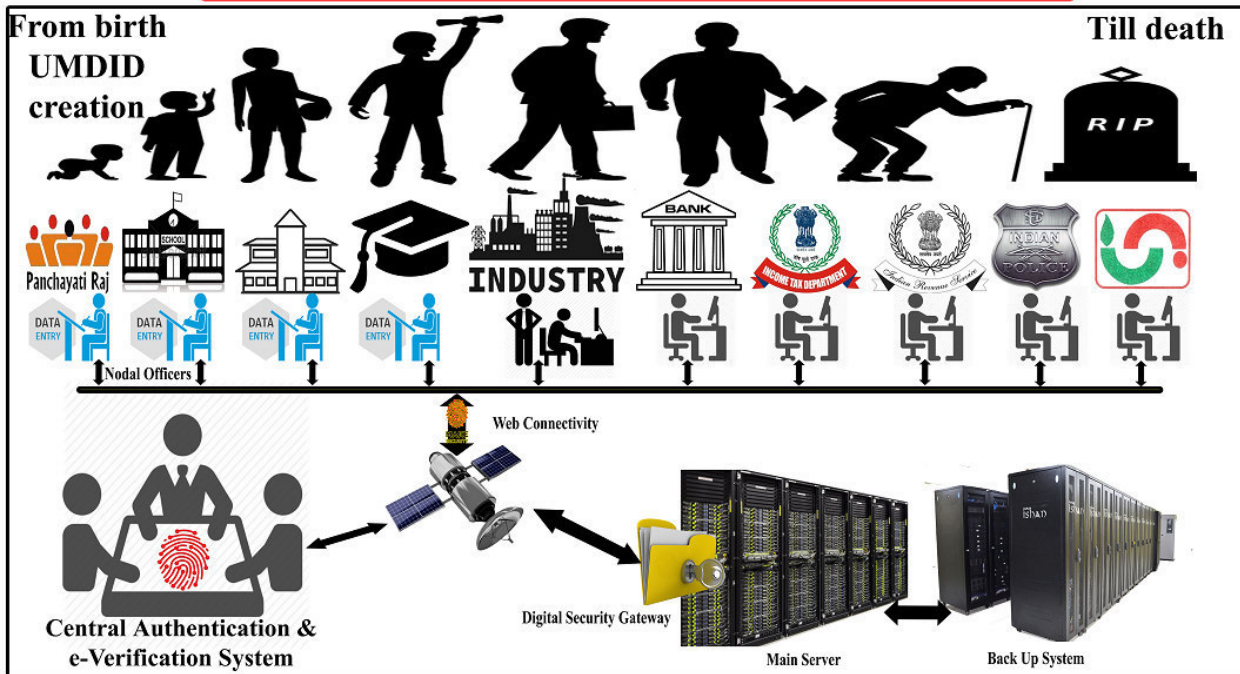 From birth
UMDID
creation
Till death
RIP
SCHOOL
BANK
Panchayati Raj
INDUSTRY
INCOME TAX DEPARTMENT
Indian Revenue Service
INDIAN
POLICE
DATA
ENTRY
DATA
ENTRY
DATA
ENTRY
DATA
ENTRY
Nodal Officers
Web Connectivity
Digital Security Gateway
Central Authentication &
e-Verification System
Main Server
Back Up System